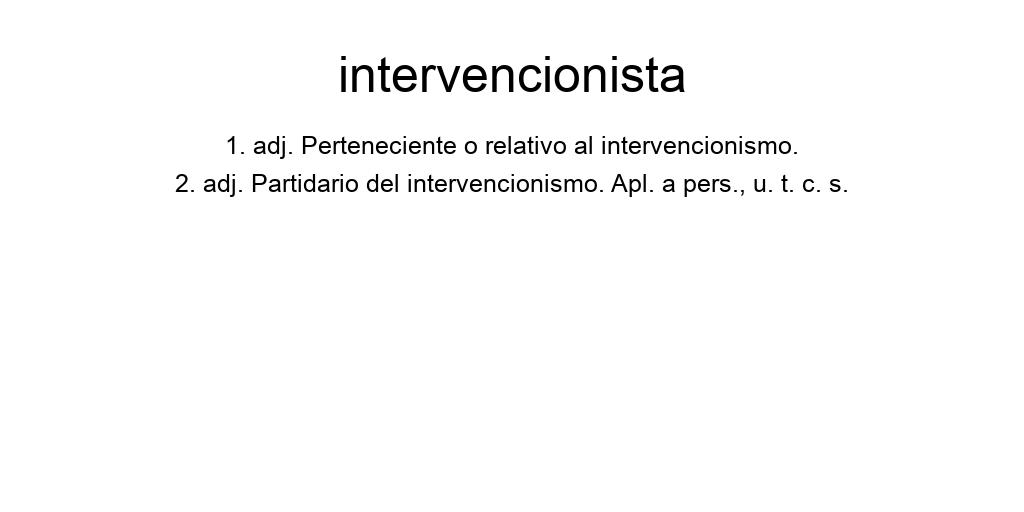 intervencionista
1. adj. Perteneciente o relativo al intervencionismo.
2. adj. Partidario del intervencionismo. Apl. a pers., u. t. c. s.